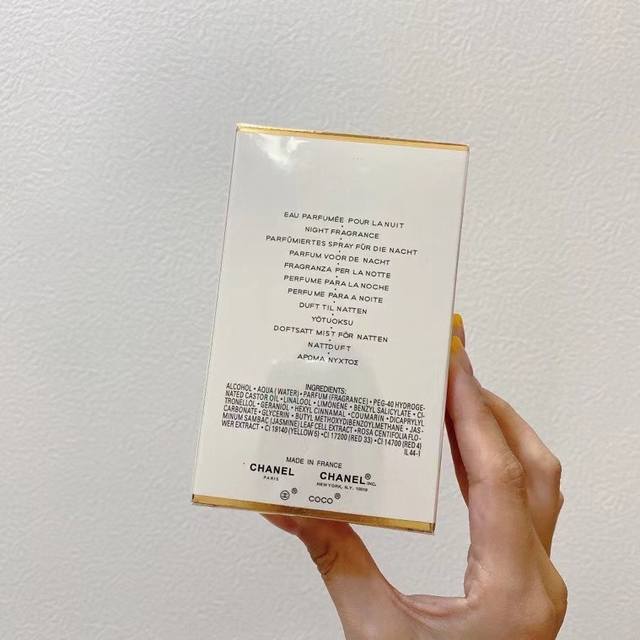 EAU PARFUMÉE POUR LA NUIT
NIGHT FRAGRANCE
PARFÜMIERTES SPRAY FÜR DIE NACHT
PARFUM VOOR DE NACHT
FRAGRANZA PER LA NOTTE
PERFUME PARA LA NOCHE
PERFUME PARA A NOITE
DUFT TIL NATTEN
YÖTUOKSU
DOFTSATT MIST FÖR NATTEN
NATTDUFT
ΑΡΩΜΑ ΝΥΧΤΟΣ
INGREDIENTS:
ALCOHOL • AQUA (WATER) • PARFUM (FRAGRANCE) • PEG-40 HYDROGE-
NATED CASTOR OIL • LINALOOL • LIMONENE • BENZYL SALICYLATE • CI-
TRONELLOL • GERANIOL • HEXYL CINNAMAL • COUMARIN • DICAPRYLYL
CARBONATE • GLYCERIN • BUTYL METHOXYDIBENZOYLMETHANE • JAS-
MINUM SAMBAC (JASMINE) LEAF CELL EXTRACT • ROSA CENTIFOLIA FLO-
WER EXTRACT • CI 19140 (YELLOW 5) • CI 17200 (RED 33) • CI 14700 (RED 4)
IL 44-1
MADE IN FRANCE
CHANEL CHANEL® INC.
PARIS NEW YORK, N.Y. 10019
® COCO®